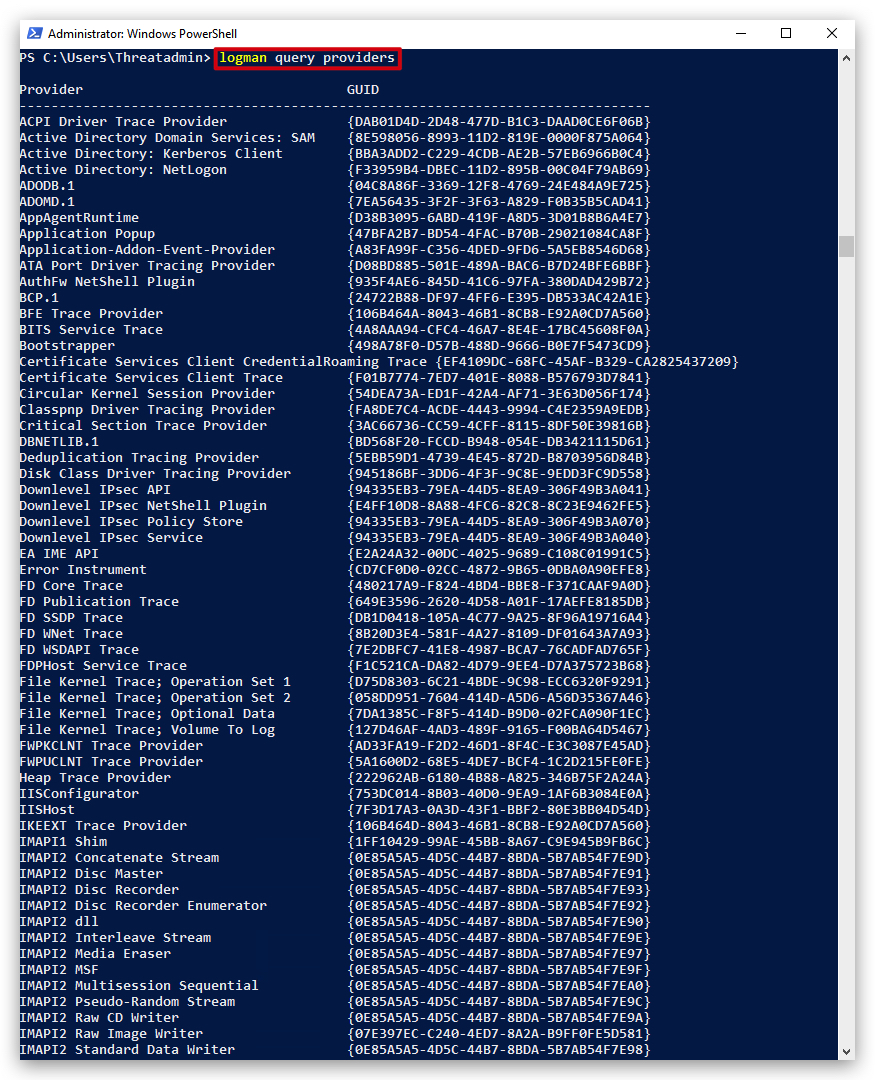 Administrator: Windows PowerShell
PS C:\Users\Threatadmin> logman query providers
Provider                                 GUID
-------------------------------------------------------------------------------
ACPI Driver Trace Provider               {DAB01D4D-2D48-477D-B1C3-DAAD0CE6F06B}
Active Directory Domain Services: SAM    {8E598056-8993-11D2-819E-0000F875A064}
Active Directory: Kerberos Client        {BBA3ADD2-C229-4CDB-AE2B-57EB6966B0C4}
Active Directory: NetLogon               {F33959B4-DBEC-11D2-895B-00C04F79AB69}
ADODB.1                                  {04C8A86F-3369-12F8-4769-24E484A9E725}
ADOMD.1                                  {7EA56435-3F2F-3F63-A829-F0B35B5CAD41}
AppAgentRuntime                          {D38B3095-6ABD-419F-A8D5-3D01B8B6A4E7}
Application Popup                        {47BFA2B7-BD54-4FAC-B70B-29021084CA8F}
Application-Addon-Event-Provider         {A83FA99F-C356-4DED-9FD6-5A5EB8546D68}
ATA Port Driver Tracing Provider         {D08BD885-501E-489A-BAC6-B7D24BFE6BBF}
AuthFw NetShell Plugin                   {935F4AE6-845D-41C6-97FA-380DAD429B72}
BCP.1                                    {24722B88-DF97-4FF6-E395-DB533AC42A1E}
BFE Trace Provider                       {106B464A-8043-46B1-8CB8-E92A0CD7A560}
BITS Service Trace                       {4A8AAA94-CFC4-46A7-8E4E-17BC45608F0A}
Bootstrapper                             {498A78F0-D57B-488D-9666-B0E7F5473CD9}
Certificate Services Client CredentialRoaming Trace {EF4109DC-68FC-45AF-B329-CA2825437209}
Certificate Services Client Trace        {F01B7774-7ED7-401E-8088-B576793D7841}
Circular Kernel Session Provider         {54DEA73A-ED1F-42A4-AF71-3E63D056F174}
Classpnp Driver Tracing Provider         {FA8DE7C4-ACDE-4443-9994-C4E2359A9EDB}
Critical Section Trace Provider          {3AC66736-CC59-4CFF-8115-8DF50E39816B}
DBNETLIB.1                               {BD568F20-FCCD-B948-054E-DB3421115D61}
Deduplication Tracing Provider           {5EBB59D1-4739-4E45-872D-B8703956D84B}
Disk Class Driver Tracing Provider       {945186BF-3DD6-4F3F-9C8E-9EDD3FC9D558}
Downlevel IPsec API                      {94335EB3-79EA-44D5-8EA9-306F49B3A041}
Downlevel IPsec NetShell Plugin          {E4FF10D8-8A88-4FC6-82C8-8C23E9462FE5}
Downlevel IPsec Policy Store             {94335EB3-79EA-44D5-8EA9-306F49B3A070}
Downlevel IPsec Service                  {94335EB3-79EA-44D5-8EA9-306F49B3A040}
EA IME API                               {E2A24A32-00DC-4025-9689-C108C01991C5}
Error Instrument                         {CD7CF0D0-02CC-4872-9B65-0DBA0A90EFE8}
FD Core Trace                            {480217A9-F824-4BD4-BBE8-F371CAAF9A0D}
FD Publication Trace                     {649E3596-2620-4D58-A01F-17AEFE8185DB}
FD SSDP Trace                            {DB1D0418-105A-4C77-9A25-8F96A19716A4}
FD WNet Trace                            {8B20D3E4-581F-4A27-8109-DF01643A7A93}
FD WSDAPI Trace                          {7E2DBFC7-41E8-4987-BCA7-76CADFAD765F}
FDPHost Service Trace                    {F1C521CA-DA82-4D79-9EE4-D7A375723B68}
File Kernel Trace; Operation Set 1       {D75D8303-6C21-4BDE-9C98-ECC6320F9291}
File Kernel Trace; Operation Set 2       {058DD951-7604-414D-A5D6-A56D35367A46}
File Kernel Trace; Optional Data         {7DA1385C-F8F5-414D-B9D0-02FCA090F1EC}
File Kernel Trace; Volume To Log         {127D46AF-4AD3-489F-9165-F00BA64D5467}
FWPKCLNT Trace Provider                  {AD33FA19-F2D2-46D1-8F4C-E3C3087E45AD}
FWPUCLNT Trace Provider                  {5A1600D2-68E5-4DE7-BCF4-1C2D215FE0FE}
Heap Trace Provider                      {222962AB-6180-4B88-A825-346B75F2A24A}
IISConfigurator                          {753DC014-8B03-40D0-9EA9-1AF6B3084E0A}
IISHost                                  {7F3D17A3-0A3D-43F1-BBF2-80E3BB04D54D}
IKEEXT Trace Provider                    {106B464D-8043-46B1-8CB8-E92A0CD7A560}
IMAPI1 Shim                              {1FF10429-99AE-45BB-8A67-C9E945B9FB6C}
IMAPI2 Concatenate Stream                {0E85A5A5-4D5C-44B7-8BDA-5B7AB54F7E9D}
IMAPI2 Disc Master                       {0E85A5A5-4D5C-44B7-8BDA-5B7AB54F7E91}
IMAPI2 Disc Recorder                     {0E85A5A5-4D5C-44B7-8BDA-5B7AB54F7E93}
IMAPI2 Disc Recorder Enumerator          {0E85A5A5-4D5C-44B7-8BDA-5B7AB54F7E92}
IMAPI2 dll                               {0E85A5A5-4D5C-44B7-8BDA-5B7AB54F7E90}
IMAPI2 Interleave Stream                 {0E85A5A5-4D5C-44B7-8BDA-5B7AB54F7E9E}
IMAPI2 Media Eraser                      {0E85A5A5-4D5C-44B7-8BDA-5B7AB54F7E97}
IMAPI2 MSF                               {0E85A5A5-4D5C-44B7-8BDA-5B7AB54F7E9F}
IMAPI2 Multisession Sequential           {0E85A5A5-4D5C-44B7-8BDA-5B7AB54F7EA0}
IMAPI2 Pseudo-Random Stream              {0E85A5A5-4D5C-44B7-8BDA-5B7AB54F7E9C}
IMAPI2 Raw CD Writer                     {0E85A5A5-4D5C-44B7-8BDA-5B7AB54F7E9A}
IMAPI2 Raw Image Writer                  {07E397EC-C240-4ED7-8A2A-B9FF0FE5D581}
IMAPI2 Standard Data Writer              {0E85A5A5-4D5C-44B7-8BDA-5B7AB54F7E98}